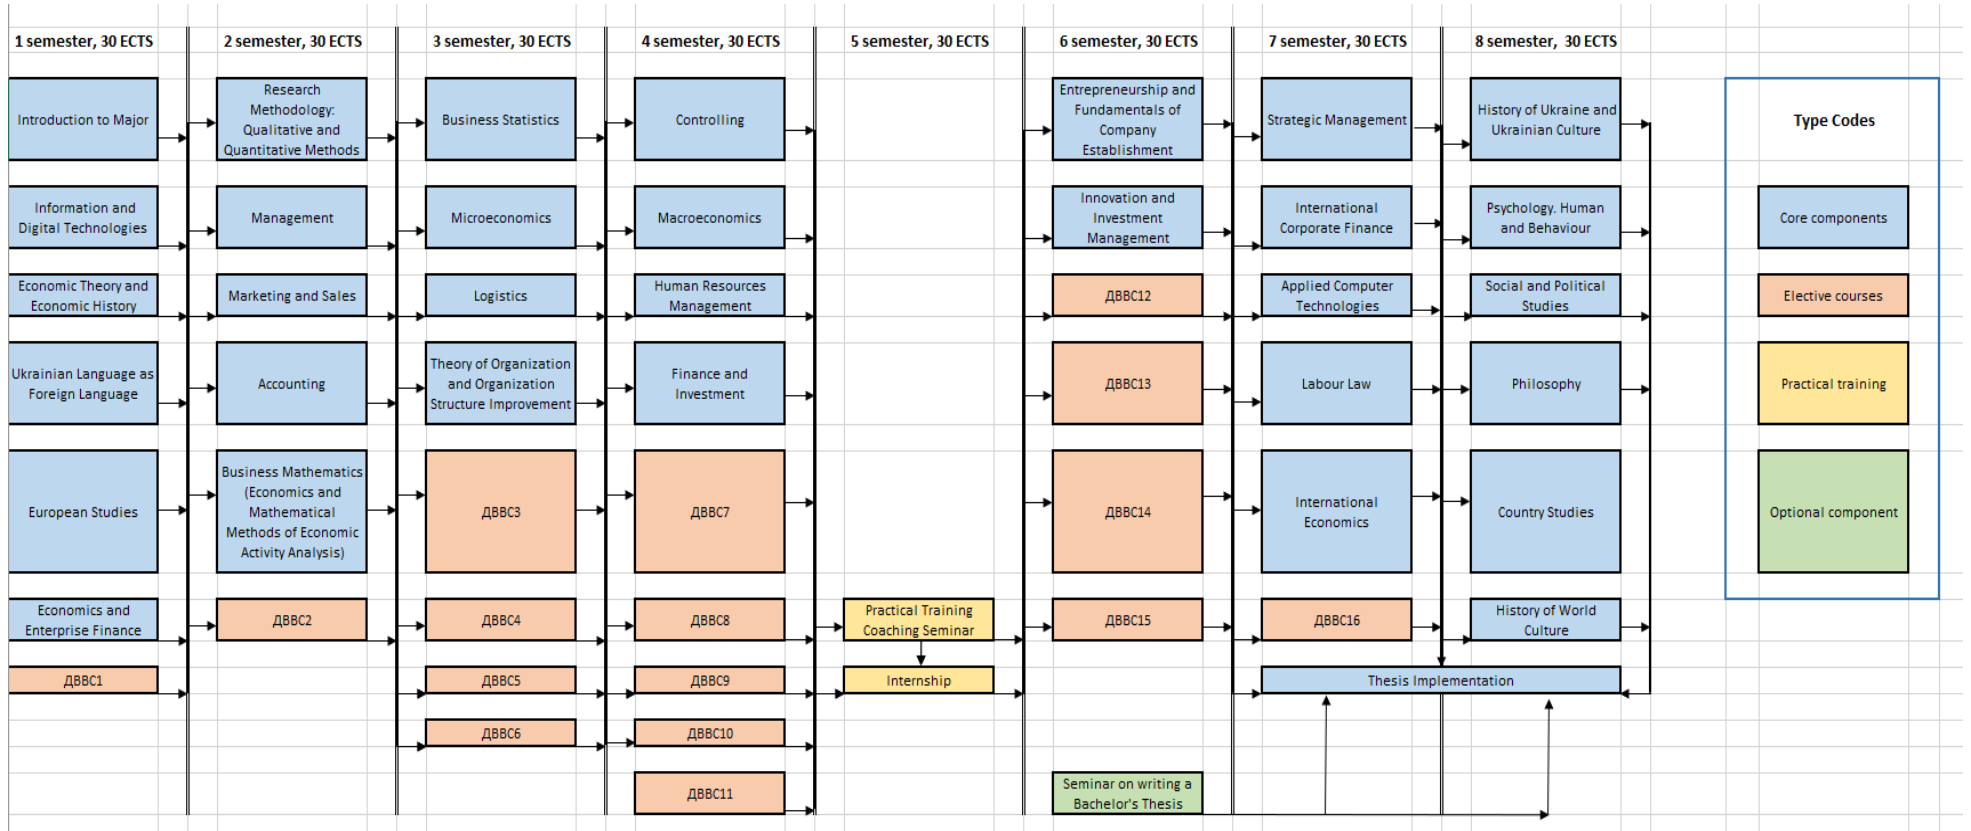 1 semester, 30 ECTS
2 semester, 30 ECTS
3 semester, 30 ECTS
4 semester, 30 ECTS
5 semester, 30 ECTS
6 semester, 30 ECTS
7 semester, 30 ECTS
8 semester, 30 ECTS
Introduction to Major
Research
Methodology:
Qualitative and
Quantitative Methods
Business Statistics
Controlling
Entrepreneurship and
Fundamentals of
Company
Establishment
Strategic Management
History of Ukraine and
Ukrainian Culture
Type Codes
Information and
Digital Technologies
Management
Microeconomics
Macroeconomics
Innovation and
Investment
Management
International
Corporate Finance
Psychology. Human
and Behaviour
Core components
Economic Theory and
Economic History
Marketing and Sales
Logistics
Human Resources
Management
ДВВС12
Applied Computer
Technologies
Social and Political
Studies
Elective courses
Ukrainian Language as
Foreign Language
Accounting
Theory of Organization
and Organization
Structure Improvement
Finance and
Investment
ДВВС13
Labour Law
Philosophy
Practical training
European Studies
Business Mathematics
(Economics and
Mathematical
Methods of Economic
Activity Analysis)
ДВВС3
ДВВС7
ДВВС14
International
Economics
Country Studies
Optional component
Economics and
Enterprise Finance
ДВВС2
ДВВС4
ДВВС8
Practical Training
Coaching Seminar
ДВВС15
ДВВС16
History of World
Culture
ДВВС1
ДВВС5
ДВВС9
Internship
Thesis Implementation
ДВВС6
ДВВС10
ДВВС11
Seminar on writing a
Bachelor's Thesis